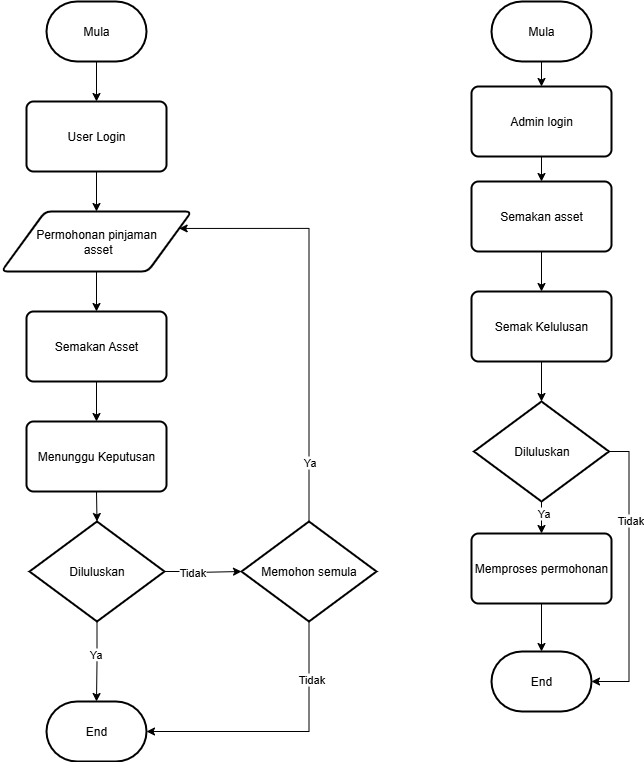 Mula
User Login
Permohonan pinjaman
asset
Semakan Asset
Menunggu Keputusan
Diluluskan
Tidak
Memohon semula
Ya
Ya
Tidak
End
Mula
Admin login
Semakan asset
Semak Kelulusan
Diluluskan
Ya
Tidak
Memproses permohonan
End